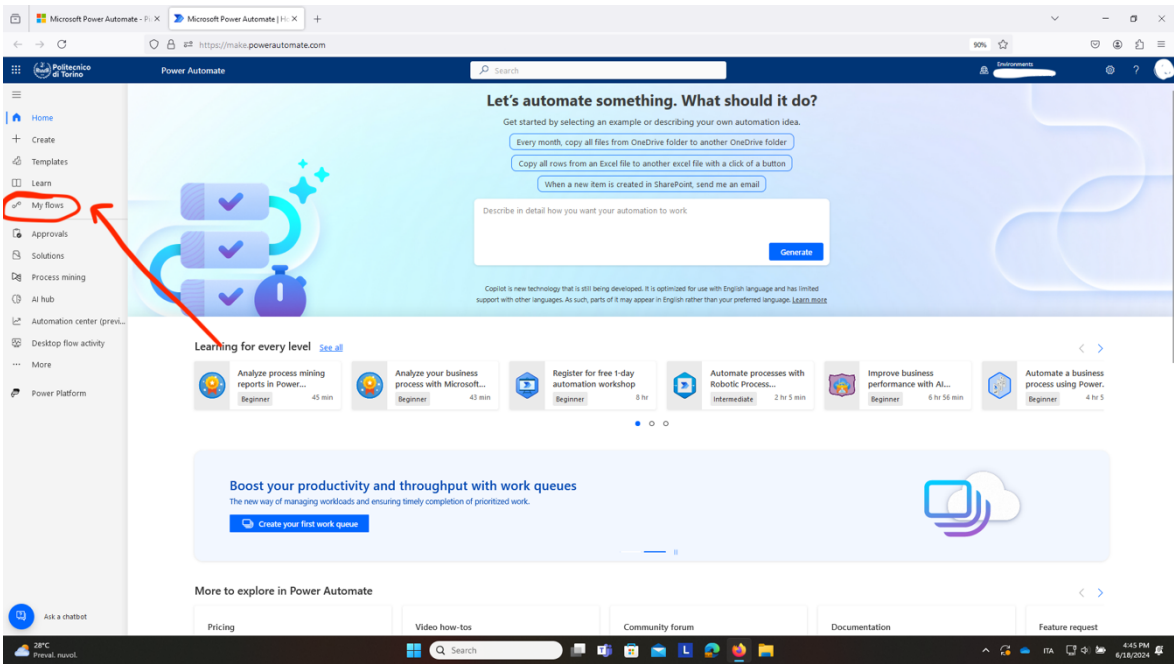 Microsoft Power Automate - Pi
Microsoft Power Automate | Ho
https://make.powerautomate.com
90%
Politecnico
di Torino
Power Automate
Search
Environments
Home
Create
Templates
Learn
My flows
Approvals
Solutions
Process mining
AI hub
Automation center (previ...
Desktop flow activity
More
Power Platform
Ask a chatbot
Let's automate something. What should it do?
Get started by selecting an example or describing your own automation idea.
Every month, copy all files from OneDrive folder to another OneDrive folder
Copy all rows from an Excel file to another excel file with a click of a button
When a new item is created in SharePoint, send me an email
Describe in detail how you want your automation to work
Generate
Copilot is new technology that is still being developed. It is optimized for use with English language and has limited
support with other languages. As such, parts of it may appear in English rather than your preferred language. Learn more
Learning for every level See all
Analyze process mining
reports in Power...
Beginner 45 min
Analyze your business
process with Microsoft...
Beginner 43 min
Register for free 1-day
automation workshop
Beginner 8 hr
Automate processes with
Robotic Process...
Intermediate 2 hr 5 min
Improve business
performance with AI...
Beginner 6 hr 56 min
Automate a business
process using Power.
Beginner 4 hr 5
Boost your productivity and throughput with work queues
The new way of managing workloads and ensuring timely completion of prioritized work.
Create your first work queue
More to explore in Power Automate
Pricing
Video how-tos
Community forum
Documentation
Feature request
28°C
Preval. nuvol.
Search
ITA
4:45 PM
6/18/2024